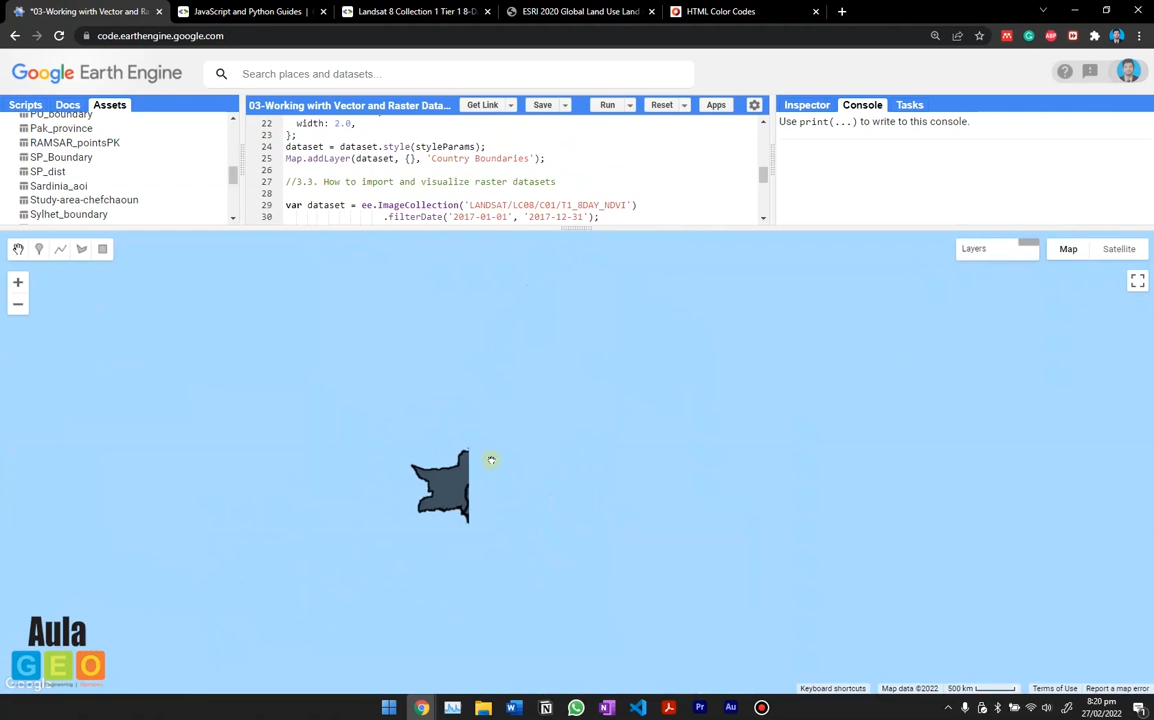 *03-Working wirth Vector and Ra
JavaScript and Python Guides |
Landsat 8 Collection 1 Tier 1 8-D
ESRI 2020 Global Land Use Land
HTML Color Codes
code.earthengine.google.com
Google Earth Engine
Search places and datasets...
Scripts Docs Assets
03-Working wirth Vector and Raster Data...
Get Link Save Run Reset Apps
Inspector Console Tasks
PU_boundary
Pak_province
RAMSAR_pointsPK
SP_Boundary
SP_dist
Sardinia_aoi
Study-area-chefchaoun
Sylhet_boundary
22 width: 2.0,
23 };
24 dataset = dataset.style(styleParams);
25 Map.addLayer(dataset, {}, 'Country Boundaries');
26
27 //3.3. How to import and visualize raster datasets
28
29 var dataset = ee.ImageCollection('LANDSAT/LC08/C01/T1_8DAY_NDVI')
30 .filterDate('2017-01-01', '2017-12-31');
Use print(...) to write to this console.
Layers
Map Satellite
Aula
GEO
Google
Keyboard shortcuts Map data ©2022 500 km Terms of Use Report a map error
8:20 pm
27/02/2022